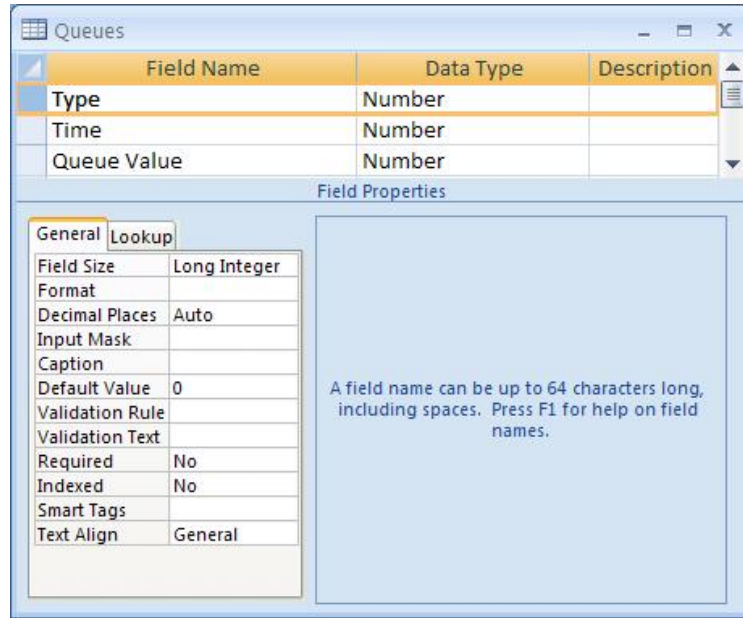 Queues
Field Name Data Type Description
Type Number
Time Number
Queue Value Number
Field Properties
General Lookup
Field Size Long Integer
Format
Decimal Places Auto
Input Mask
Caption
Default Value 0
Validation Rule
Validation Text
Required No
Indexed No
Smart Tags
Text Align General
A field name can be up to 64 characters long,
including spaces. Press F1 for help on field
names.